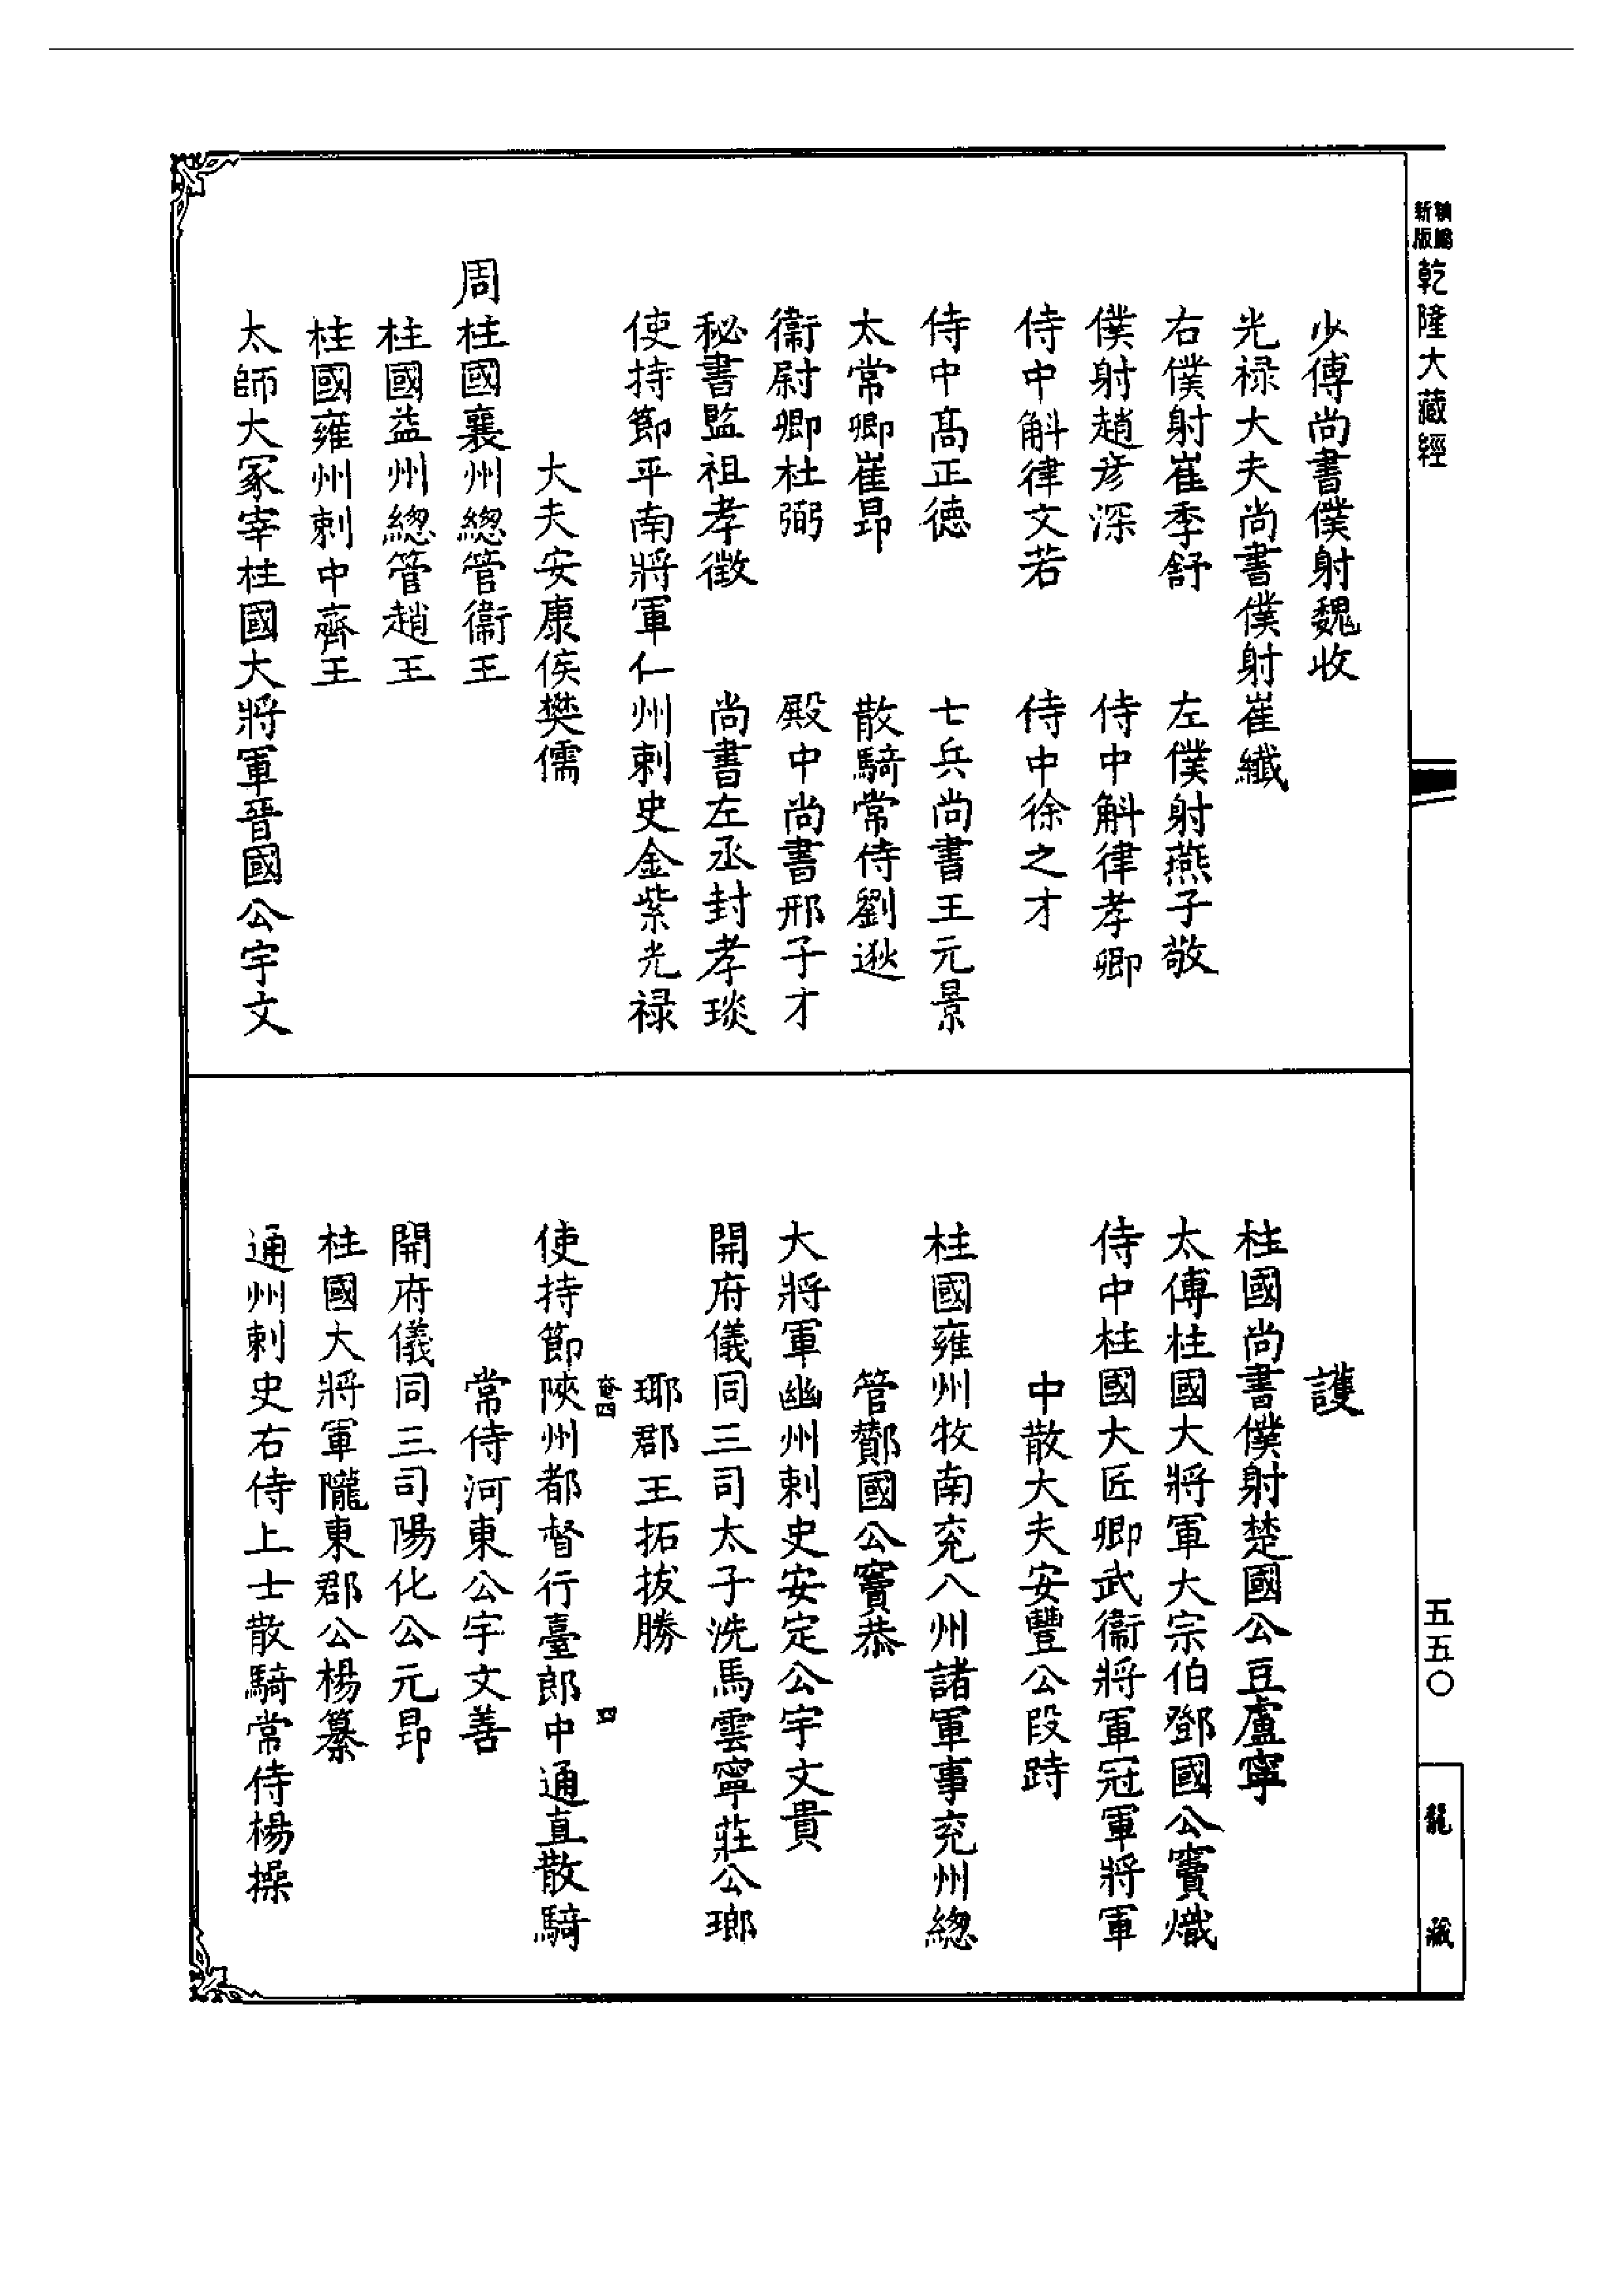 新版
精縮
乾隆大藏經
少傅尚書僕射魏收
光祿大夫尚書僕射崔纖
右僕射崔季舒　左僕射燕子敬
僕射趙彥深　侍中斛律孝卿
侍中斛律文若　侍中徐之才
侍中高正德　七兵尚書王元景
太常卿崔昂　散騎常侍劉逖
衞尉卿杜弼　殿中尚書邢子才
秘書監祖孝徵　尚書左丞封孝琰
使持節平南將軍仁州刺史金紫光祿
大夫安康侯樊儒
周柱國襄州總管衞王
柱國益州總管趙王
柱國雍州刺中齊王
太師大冢宰柱國大將軍晉國公宇文
護
柱國尚書僕射楚國公豆盧寧
太傅柱國大將軍大宗伯鄧國公竇熾
侍中柱國大匠卿武衞將軍冠軍將軍
中散大夫安豐公段跱
柱國雍州牧南兖八州諸軍事兖州總
管酇國公竇恭
大將軍幽州刺史安定公宇文貴
開府儀同三司太子洗馬雲寧莊公瑯
琊郡王拓拔勝
使持節陝州都督行臺郎中通直散騎
常侍河東公宇文善
開府儀同三司陽化公元昂
柱國大將軍隴東郡公楊纂
通州刺史右侍上士散騎常侍楊操
四
五五〇
龍藏